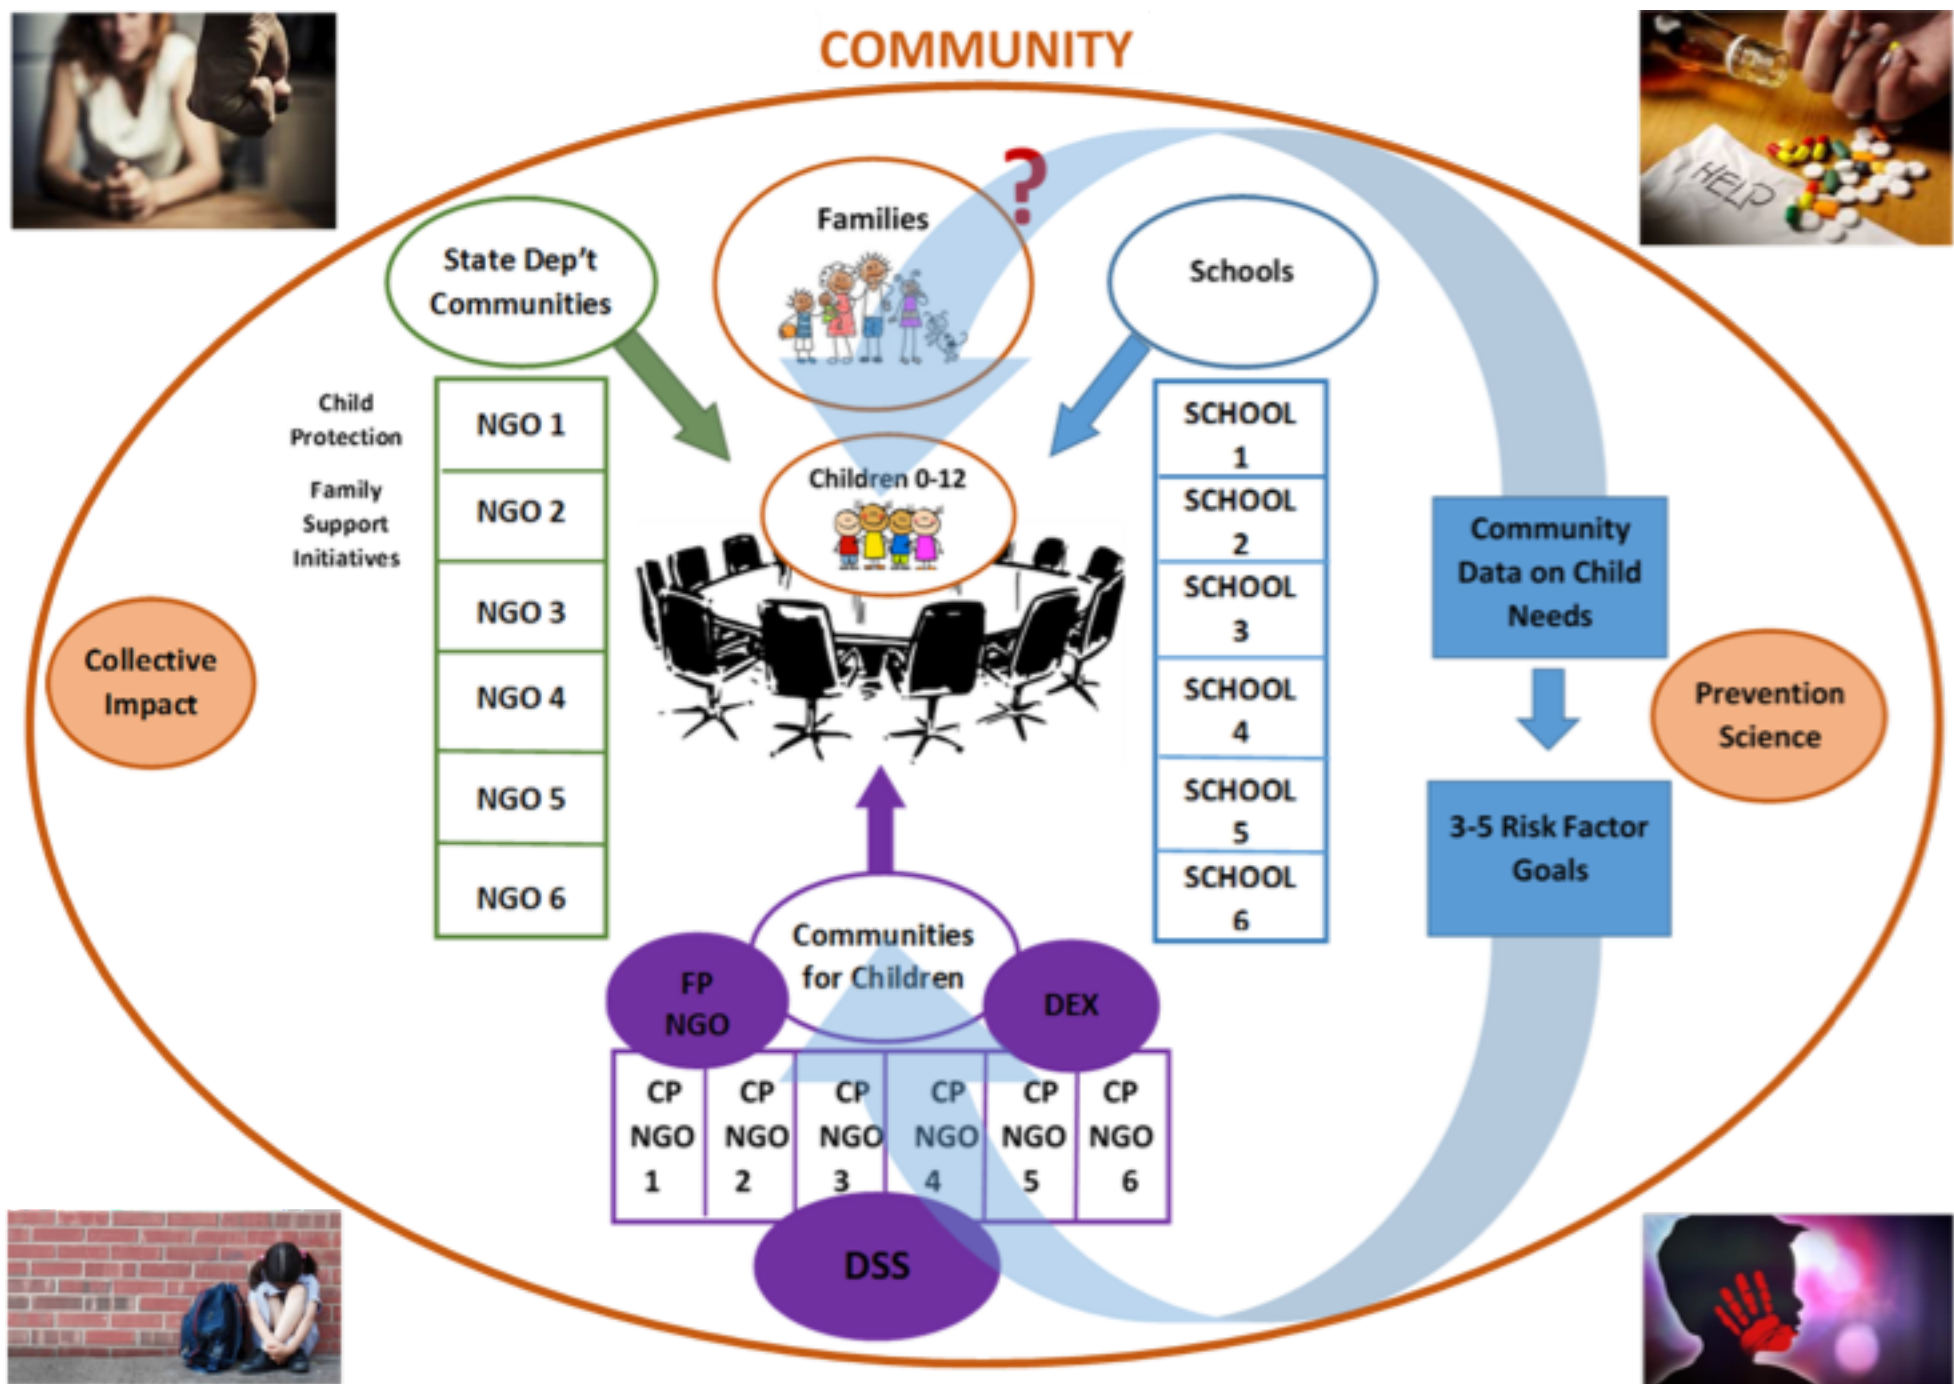 COMMUNITY
HELP
?
Families
State Dep't
Communities
Schools
Child
Protection
Family
Support
Initiatives
NGO 1
NGO 2
NGO 3
NGO 4
NGO 5
NGO 6
Children 0-12
SCHOOL
1
SCHOOL
2
SCHOOL
3
SCHOOL
4
SCHOOL
5
SCHOOL
6
Community
Data on Child
Needs
3-5 Risk Factor
Goals
Collective
Impact
Prevention
Science
Communities
for Children
FP
NGO
DEX
CP
NGO
1
CP
NGO
2
CP
NGO
3
CP
NGO
4
CP
NGO
5
CP
NGO
6
DSS